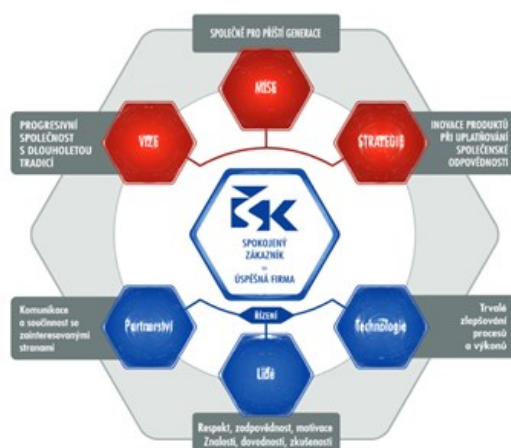 SPOLEČNĚ PRO PŘÍŠTÍ GENERACE
MISE
PROGRESIVNÍ
SPOLEČNOST
S DLOUHOLETOU
TRADICÍ
VIZE
STRATEGIE
INOVACE PRODUKTŮ
PŘI UPLATŇOVÁNÍ
SPOLEČENSKÉ
ODPOVĚDNOSTI
ŠK
SPOKOJENÝ
ZÁKAZNÍK
=
ÚSPĚŠNÁ FIRMA
Komunikace
a součinnost se
zainteresovanými
stranami
Partnerství
ŘÍZENÍ
Technologie
Trvalé
zlepšování
procesů
a výkonů
Lidé
Respekt, zodpovědnost, motivace
Znalosti, dovodnosti, zkušenosti